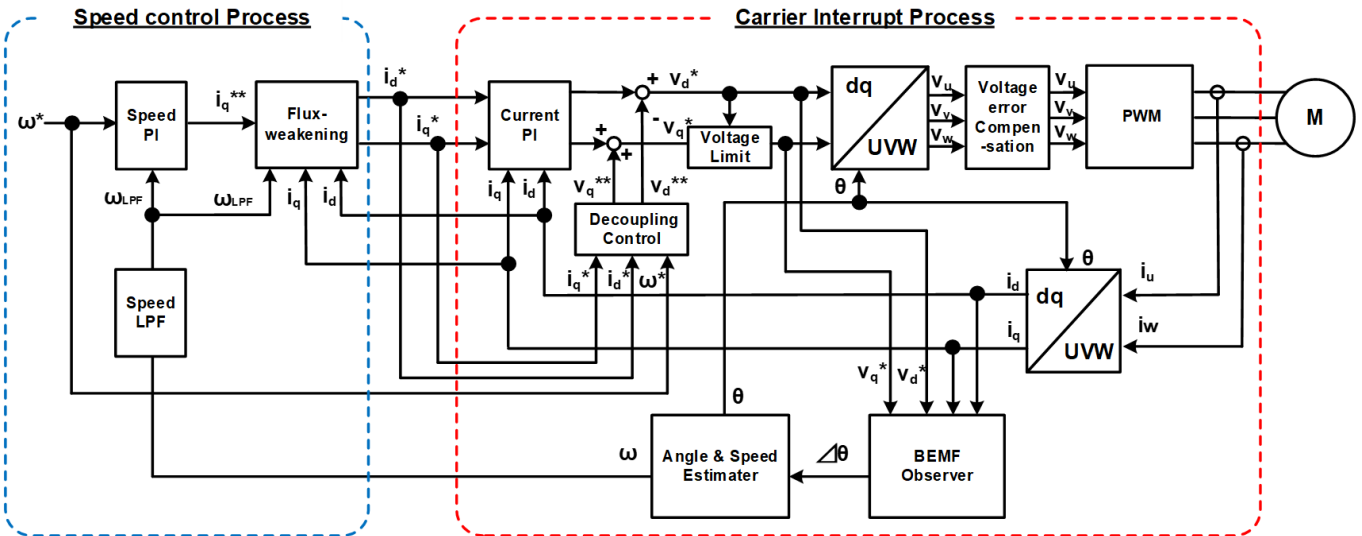 Speed control Process
Carrier Interrupt Process
ω*
Speed
PI
iq**
Flux-
weakening
id*
iq*
Current
PI
+
-
vd*
+
+
vq*
Voltage
Limit
dq
UVW
Vu
Vv
Vw
Voltage
error
Compen
-sation
Vu
Vv
Vw
PWM
M
ωLPF
ωLPF
iq
id
iq
id
vq**
vd**
θ
Decoupling
Control
iq*
id*
ω*
Speed
LPF
θ
id
iq
dq
UVW
iu
iw
vq*
vd*
θ
ω
Angle & Speed
Estimater
⊿θ
BEMF
Observer